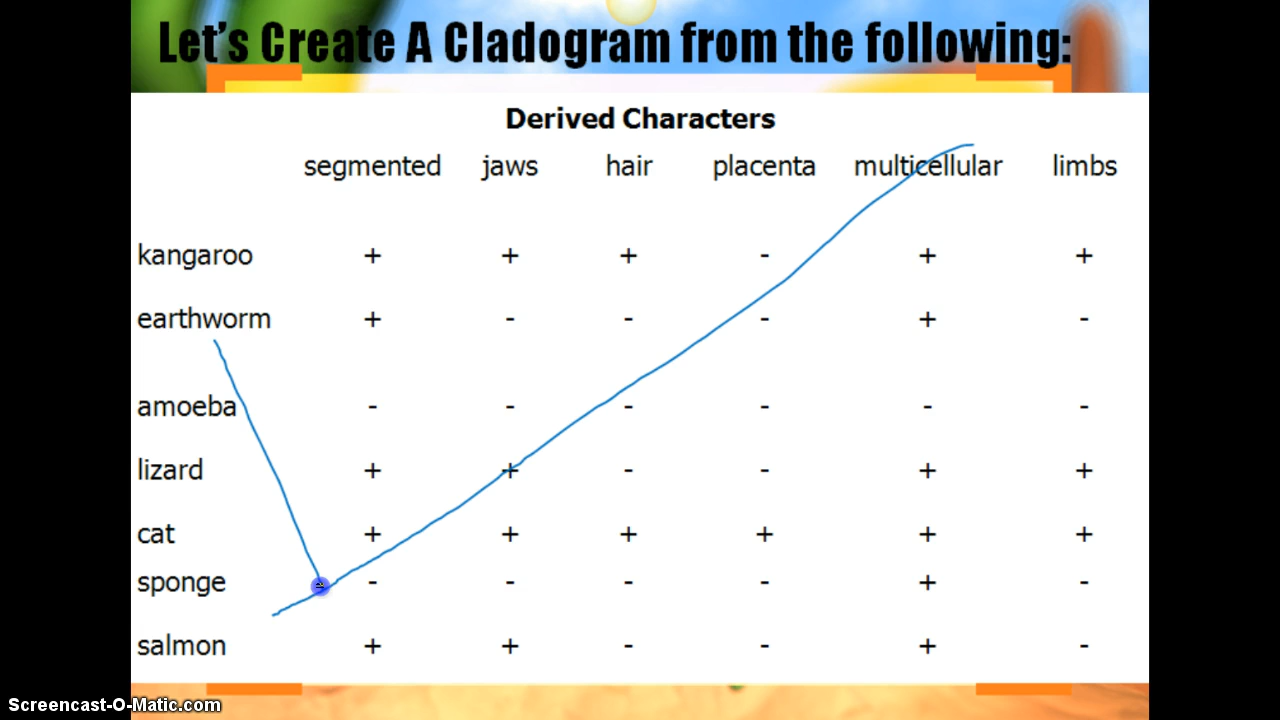 Let's Create A Cladogram from the following:
Derived Characters
segmented jaws hair placenta multicellular limbs
kangaroo + + + - + +
earthworm + - - - + -
amoeba - - - - - -
lizard + + - - + +
cat + + + + + +
sponge - - - - + -
salmon + + - - + -
Screencast-O-Matic.com